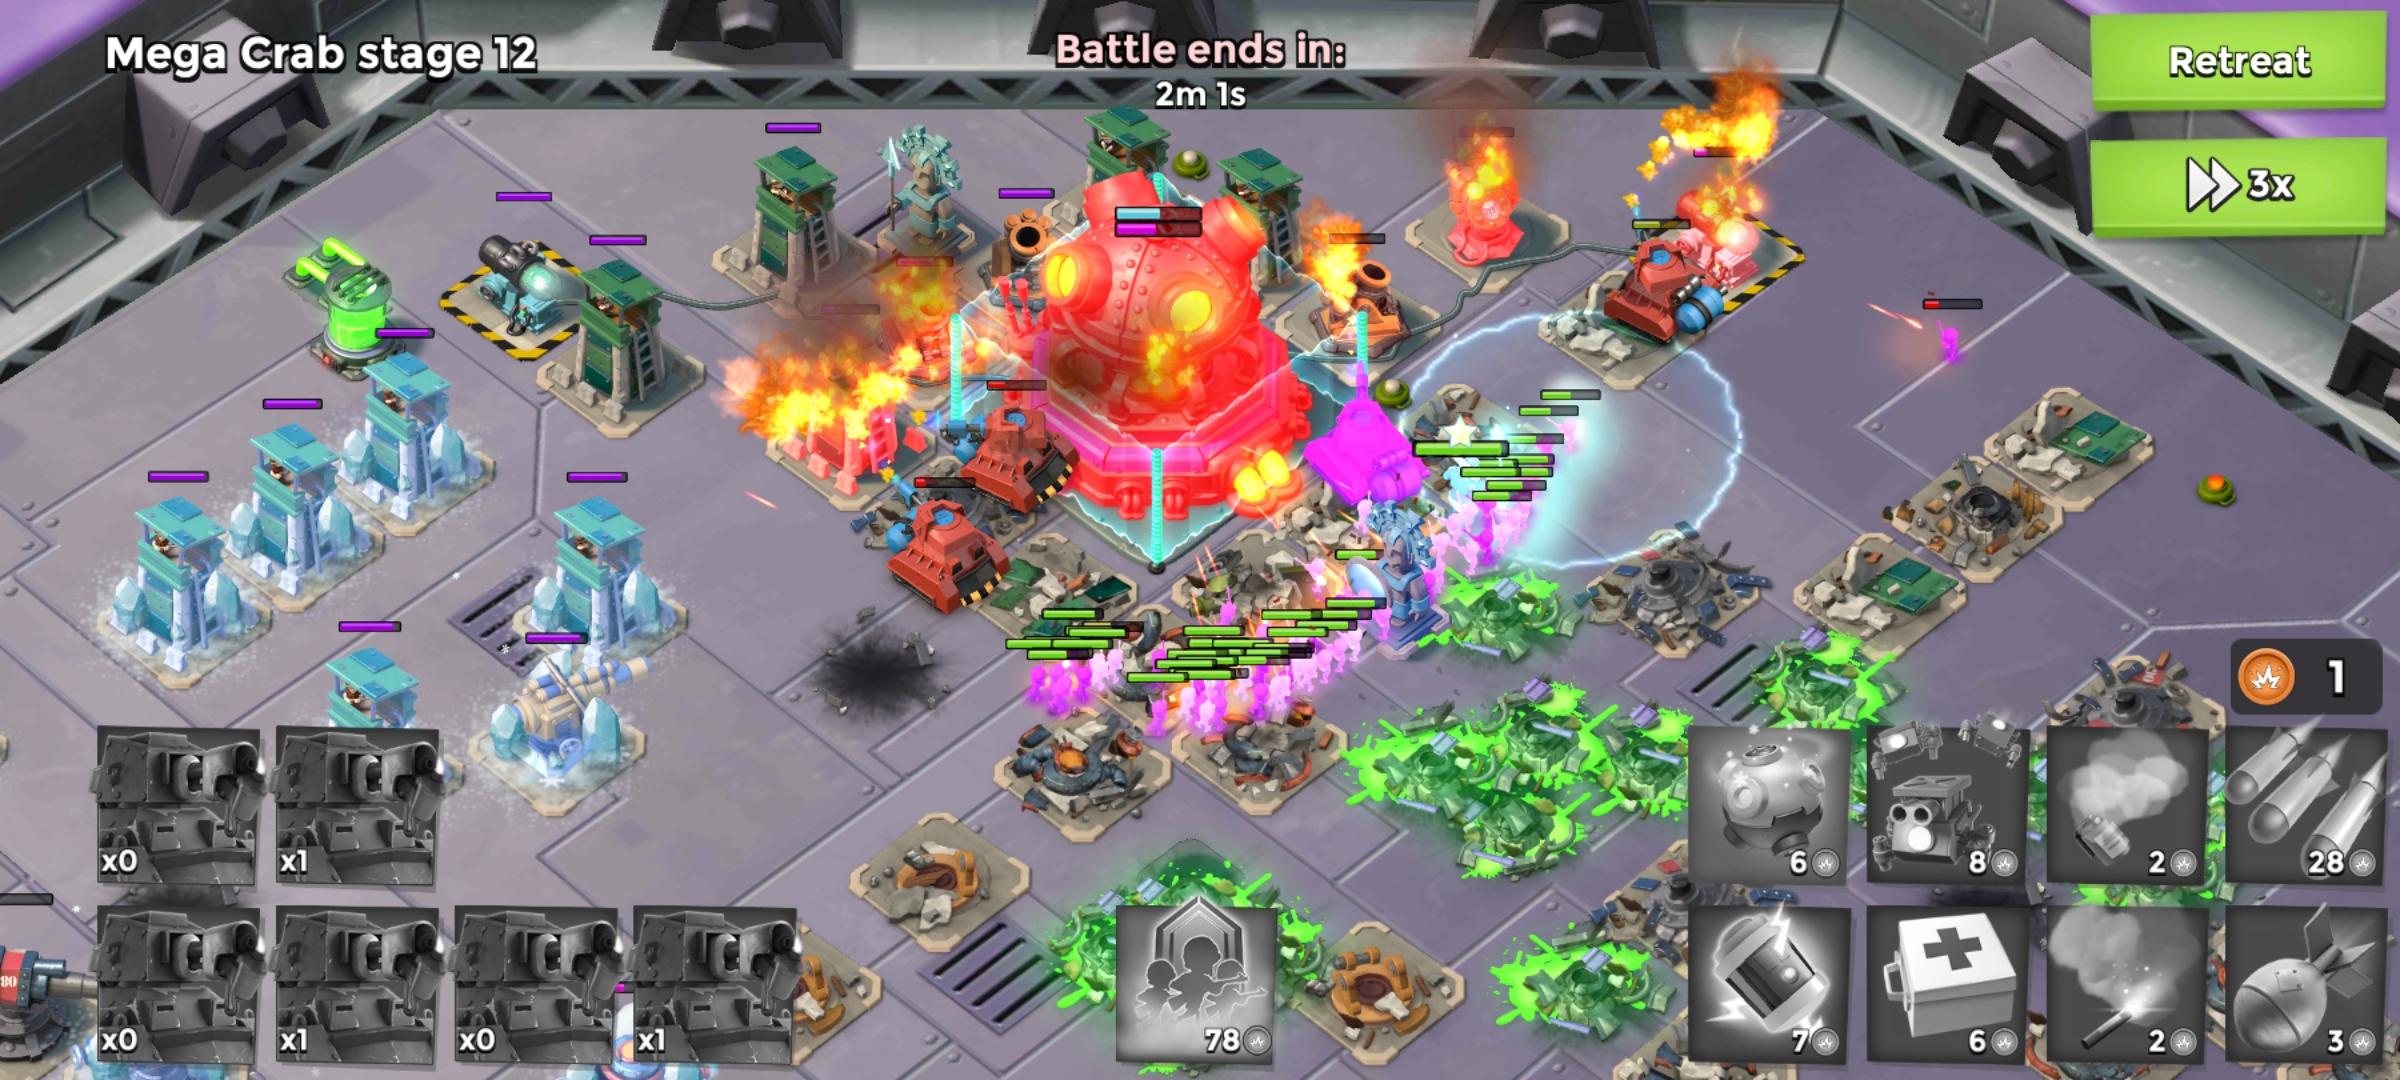 Mega Crab stage 12
Battle ends in:
2m 1s
Retreat
3x
1
x0
x1
6
8
2
28
x0
x1
x0
x1
78
7
6
2
3
80